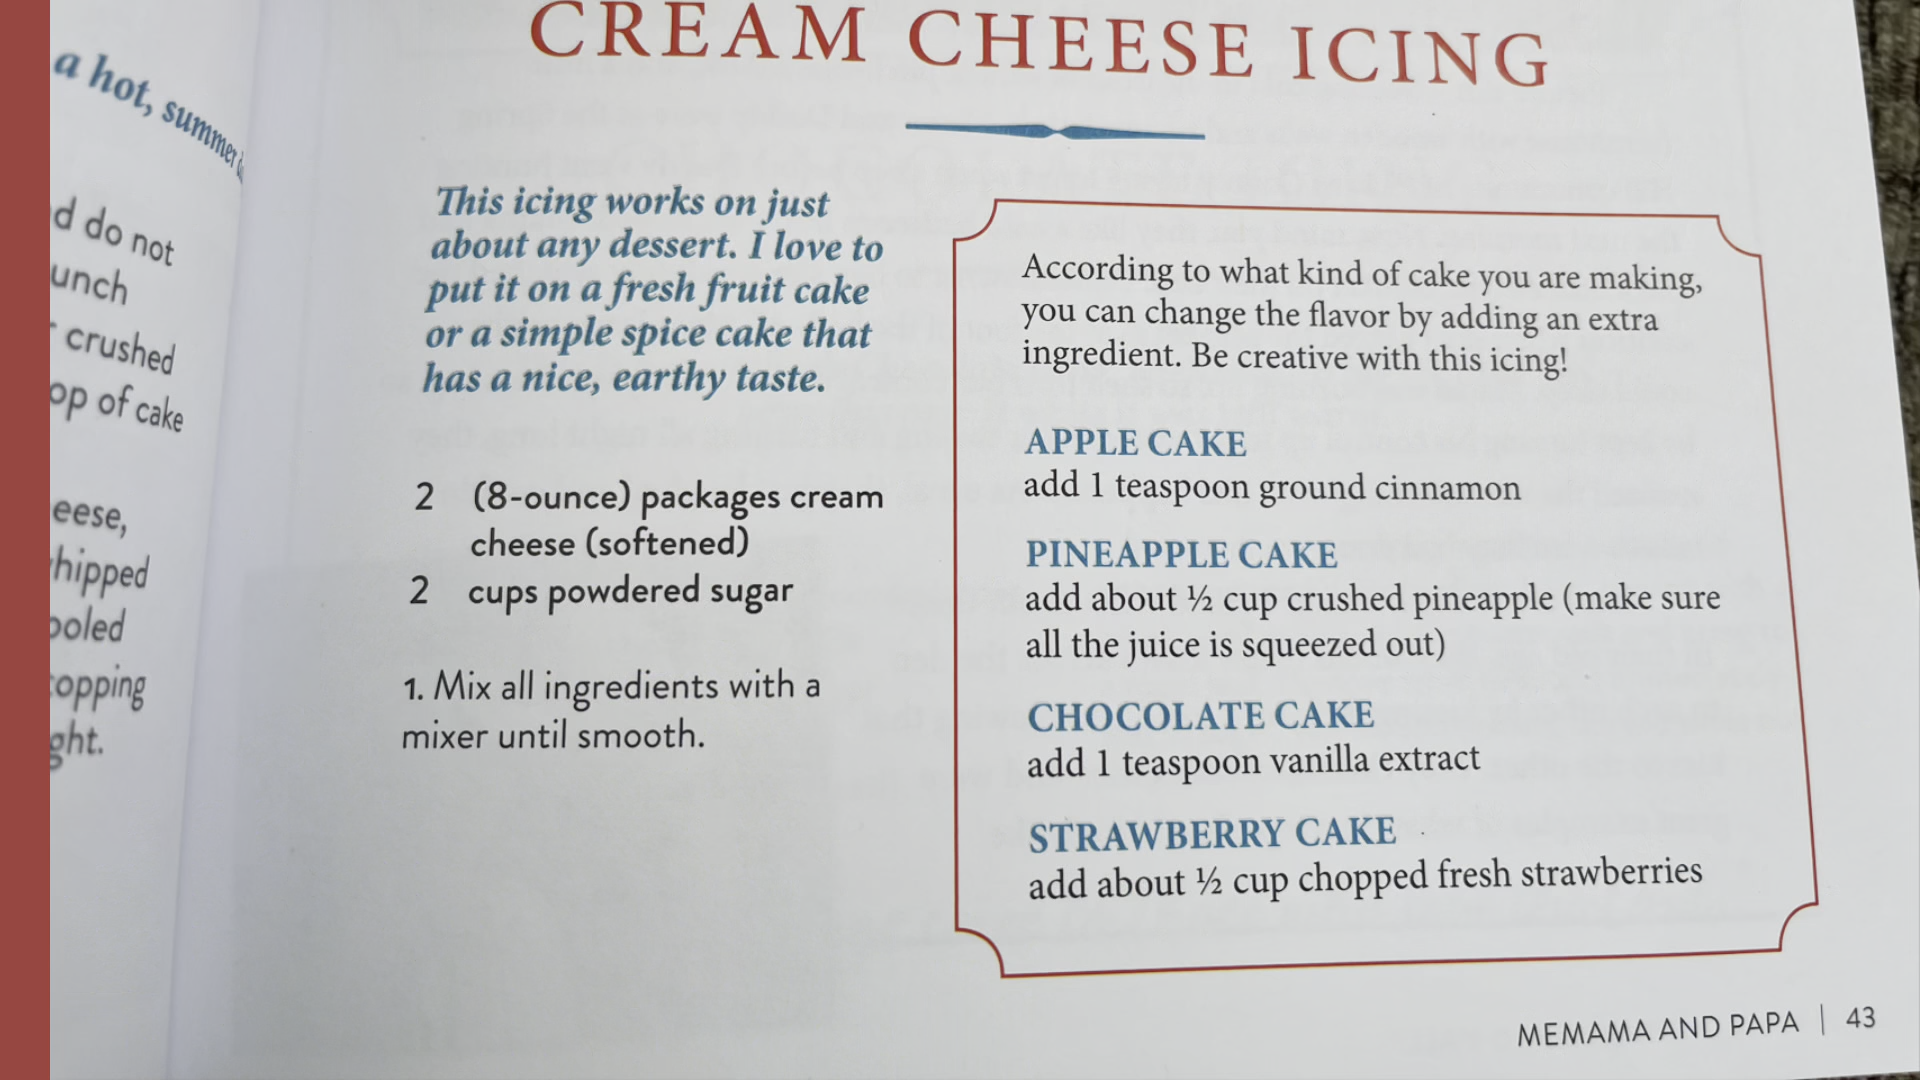 a hot, summer
d do not
unch
crushed
op of cake
eese,
hipped
ooled
opping
ght.
CREAM CHEESE ICING
This icing works on just
about any dessert. I love to
put it on a fresh fruit cake
or a simple spice cake that
has a nice, earthy taste.
2 (8-ounce) packages cream
cheese (softened)
2 cups powdered sugar
1. Mix all ingredients with a
mixer until smooth.
According to what kind of cake you are making,
you can change the flavor by adding an extra
ingredient. Be creative with this icing!
APPLE CAKE
add 1 teaspoon ground cinnamon
PINEAPPLE CAKE
add about ½ cup crushed pineapple (make sure
all the juice is squeezed out)
CHOCOLATE CAKE
add 1 teaspoon vanilla extract
STRAWBERRY CAKE
add about ½ cup chopped fresh strawberries
MEMAMA AND PAPA | 43